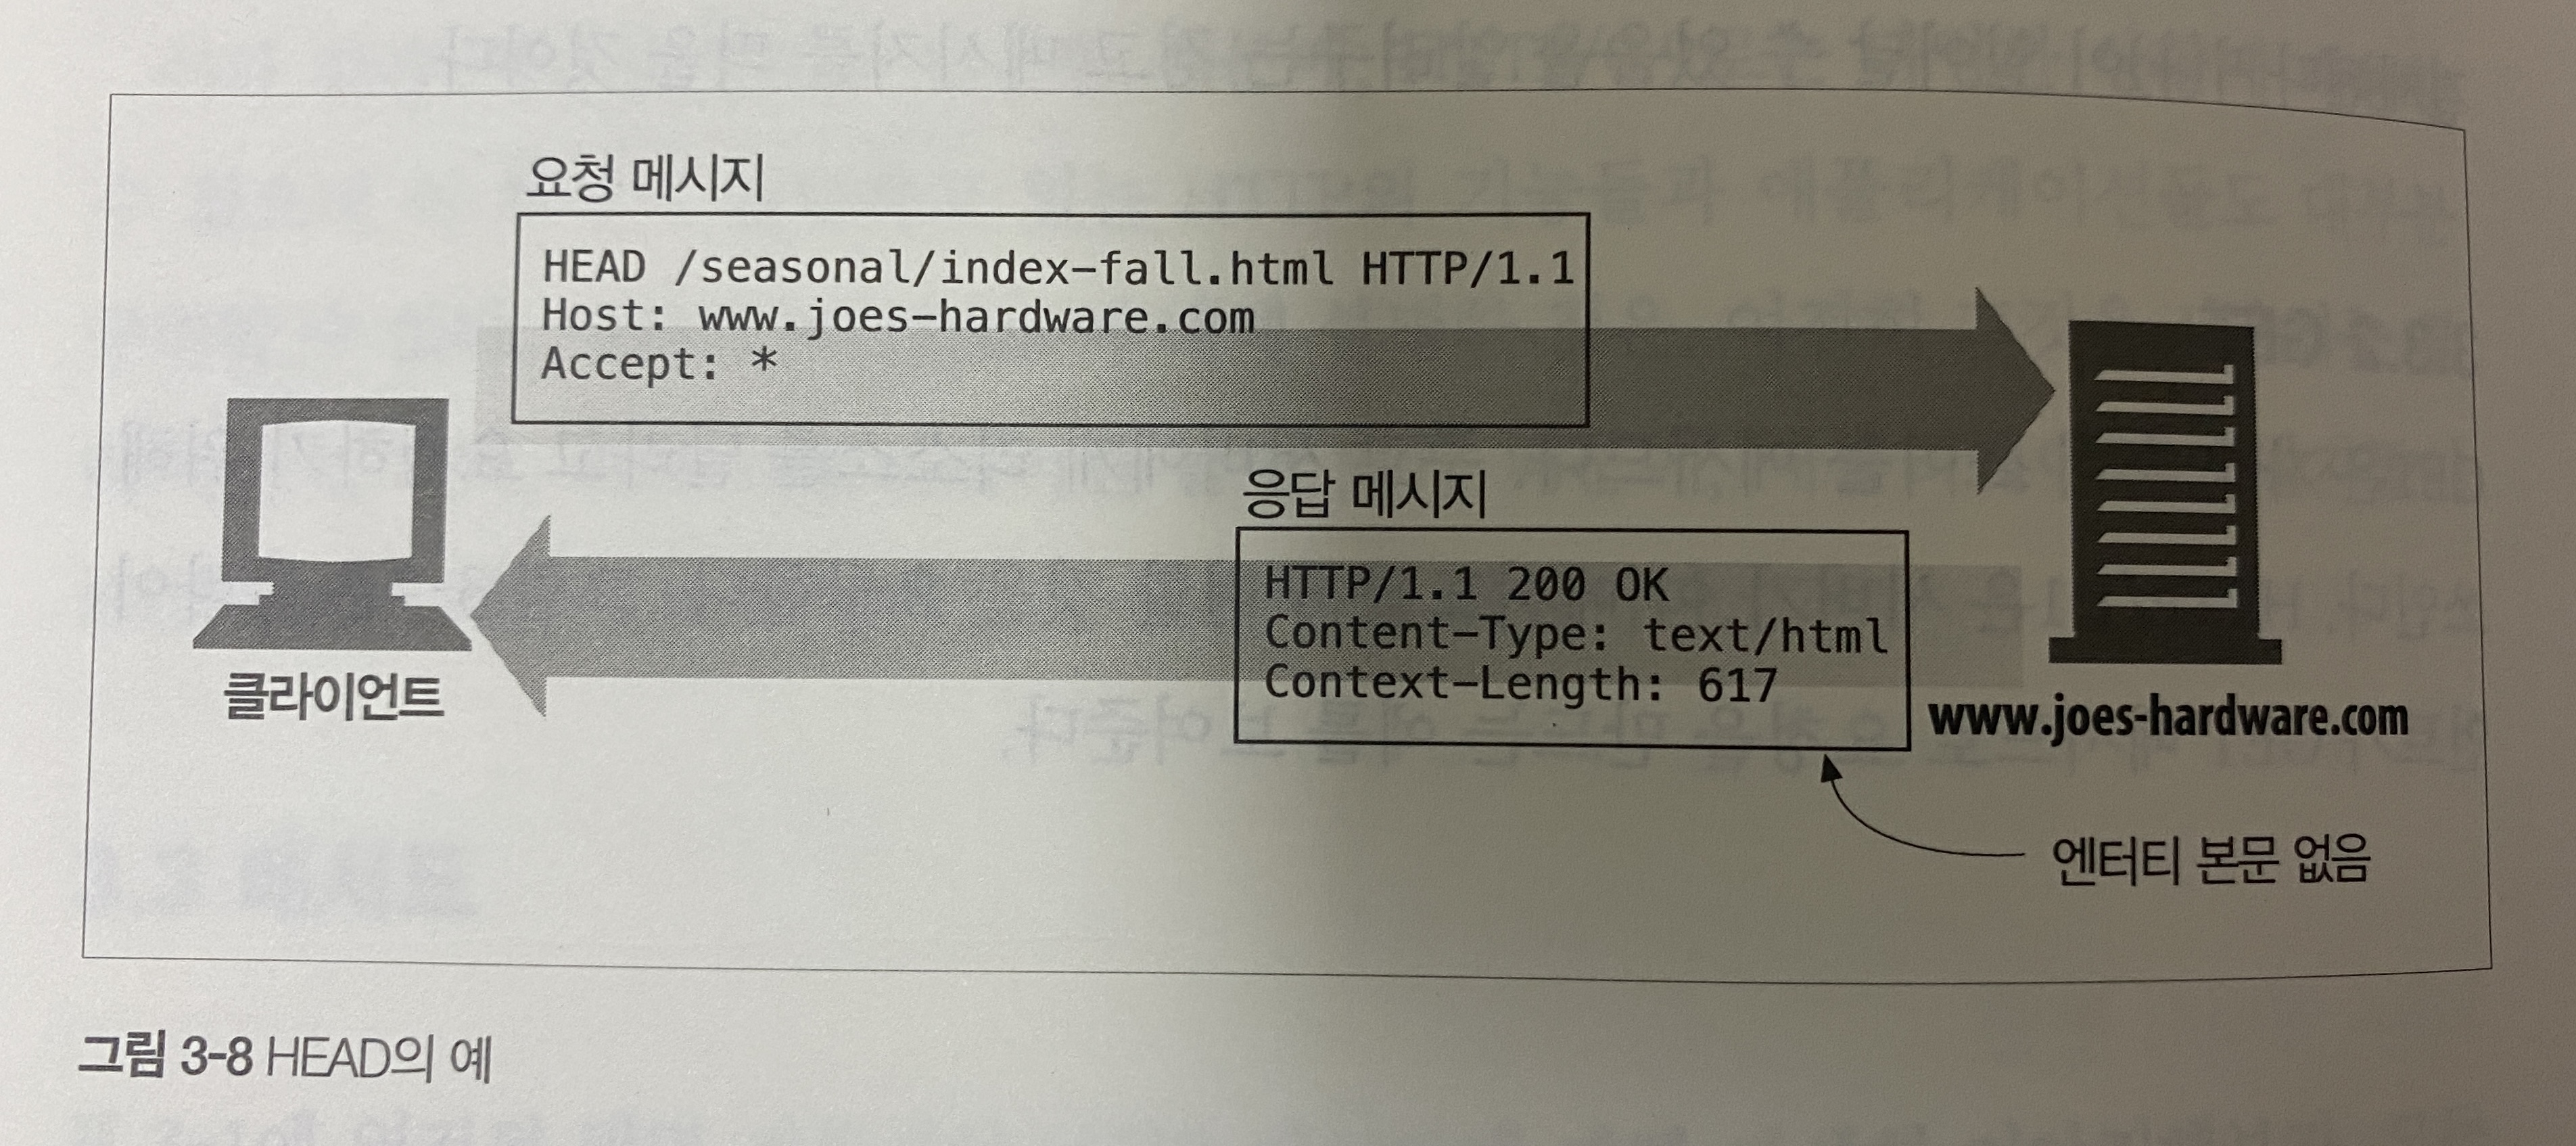 요청 메시지
HEAD /seasonal/index-fall.html HTTP/1.1
Host: www.joes-hardware.com
Accept: *
응답 메시지
HTTP/1.1 200 OK
Content-Type: text/html
Context-Length: 617
클라이언트
www.joes-hardware.com
엔터티 본문 없음
그림 3-8 HEAD의 예